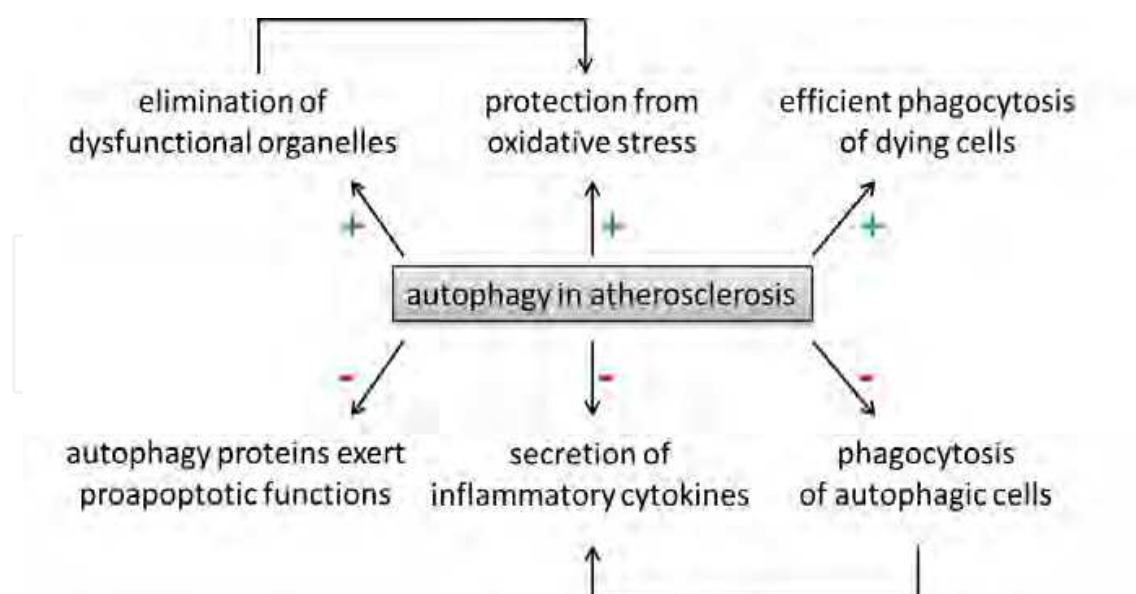 elimination of
dysfunctional organelles
protection from
oxidative stress
efficient phagocytosis
of dying cells
+
+
+
autophagy in atherosclerosis
-
-
-
autophagy proteins exert
proapoptotic functions
secretion of
inflammatory cytokines
phagocytosis
of autophagic cells